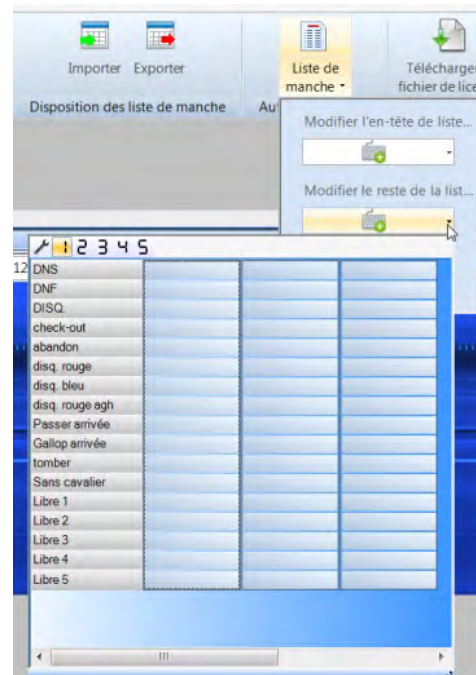 Importer Exporter
Liste de
manche
Télécharger
fichier de lice
Disposition des liste de manche
Au
Modifier l'en-tête de liste...
Modifier le reste de la list...
1 2 3 4 5
12
DNS
DNF
DISQ.
check-out
abandon
disq. rouge
disq. bleu
disq. rouge agh
Passer arrivée
Gallop arrivée
tomber
Sans cavalier
Libre 1
Libre 2
Libre 3
Libre 4
Libre 5